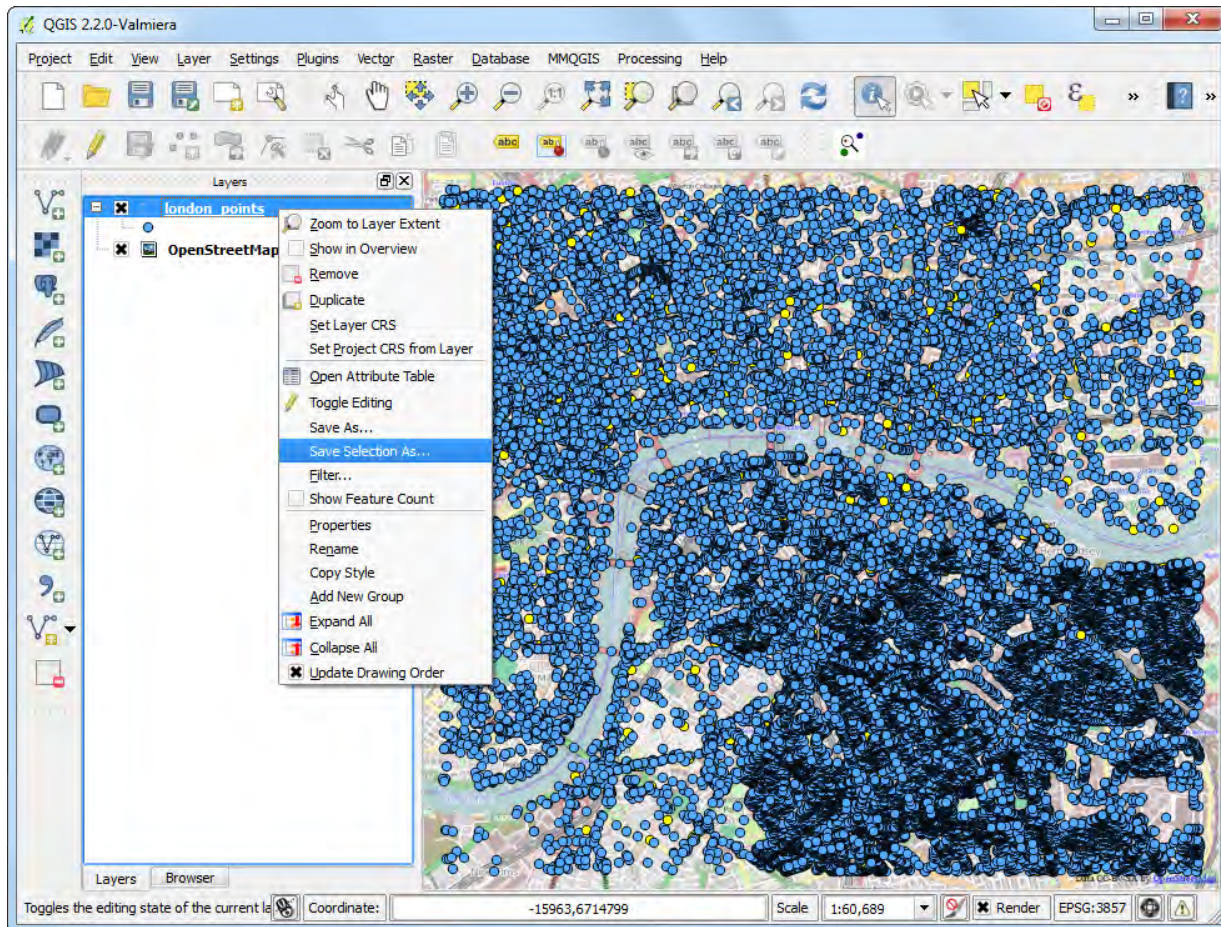 QGIS 2.2.0-Valmiera
Project Edit View Layer Settings Plugins Vector Raster Database MMQGIS Processing Help
abc
Layers
london_points
OpenStreetMap
Zoom to Layer Extent
Show in Overview
Remove
Duplicate
Set Layer CRS
Set Project CRS from Layer
Open Attribute Table
Toggle Editing
Save As...
Save Selection As...
Filter...
Show Feature Count
Properties
Rename
Copy Style
Add New Group
Expand All
Collapse All
Update Drawing Order
Layers Browser
Toggles the editing state of the current la Coordinate: -15963,6714799 Scale 1:60,689 Render EPSG:3857